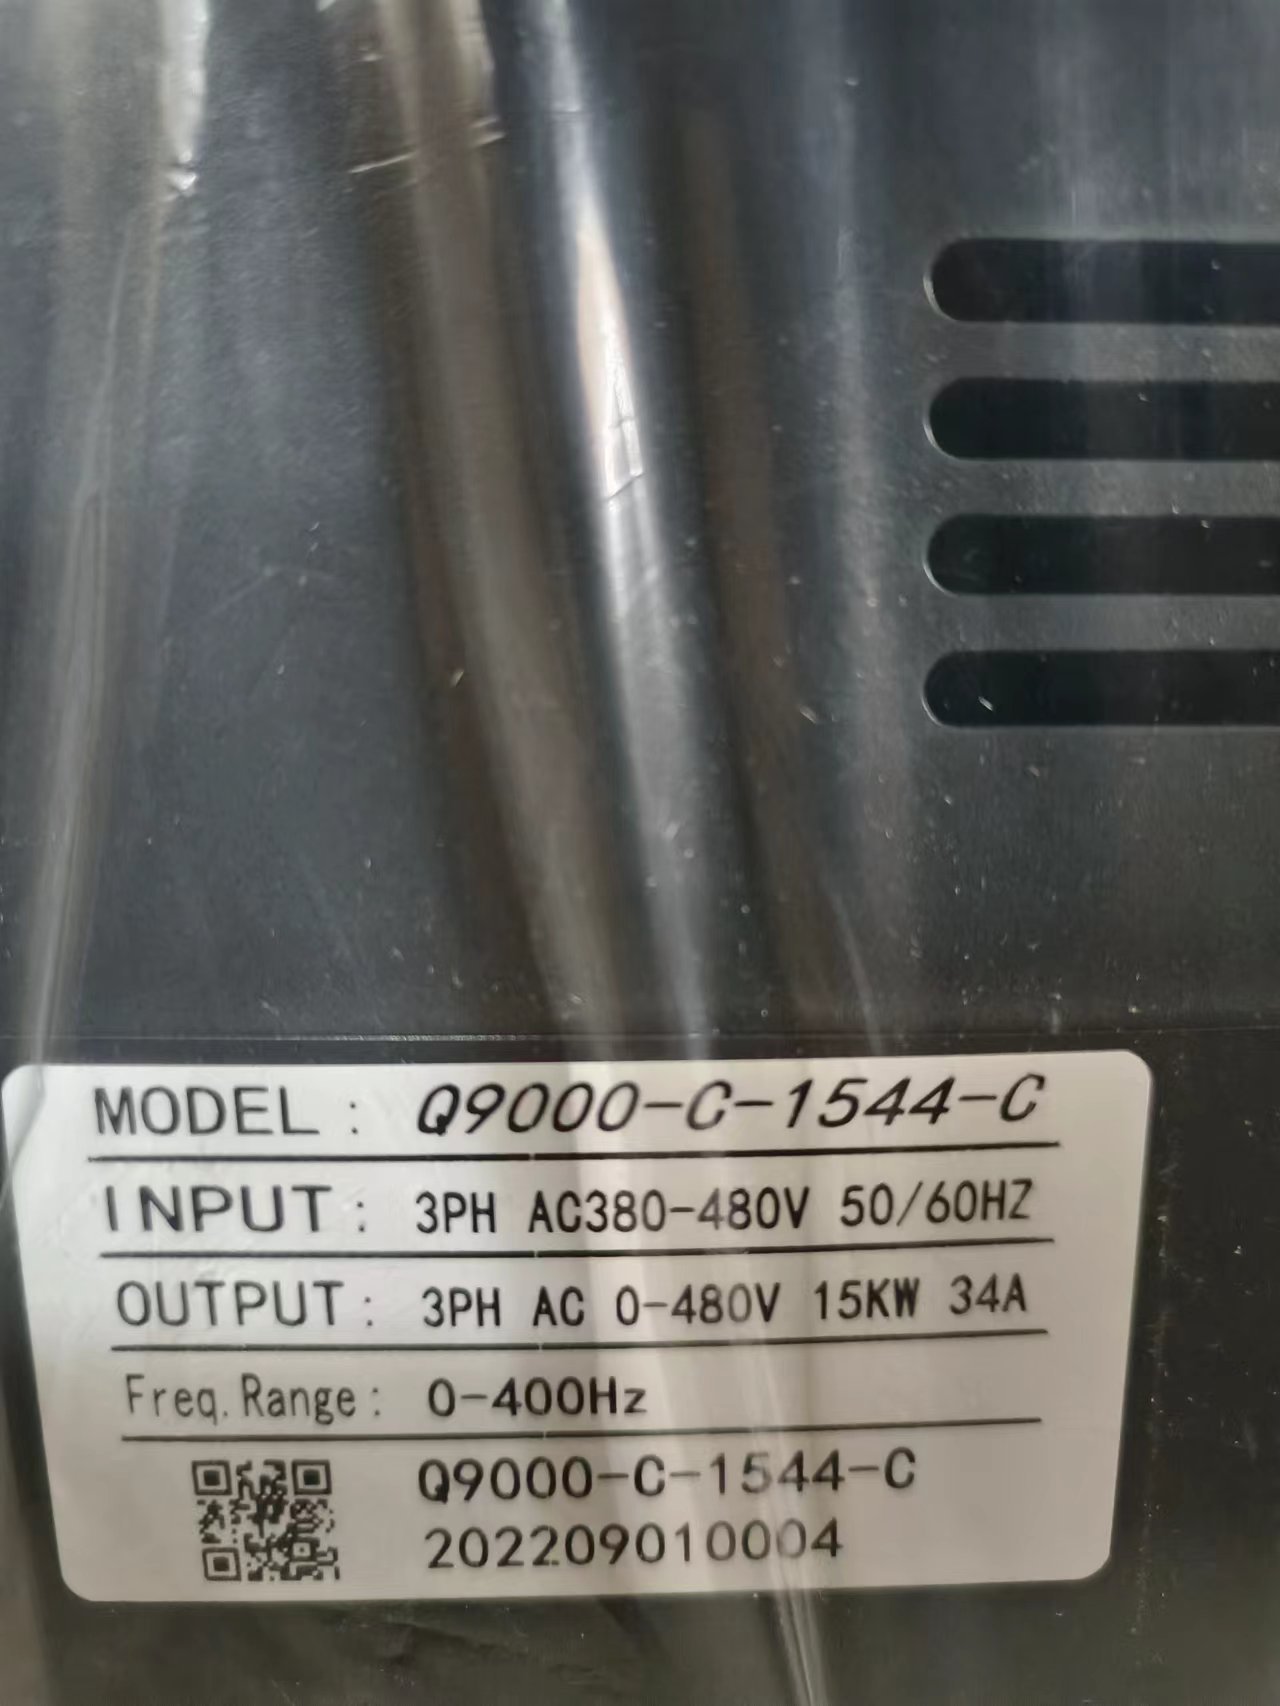 MODEL : Q9000-C-1544-C
INPUT : 3PH AC380-480V 50/60HZ
OUTPUT : 3PH AC 0-480V 15KW 34A
Freq. Range : 0-400Hz
Q9000-C-1544-C
202209010004